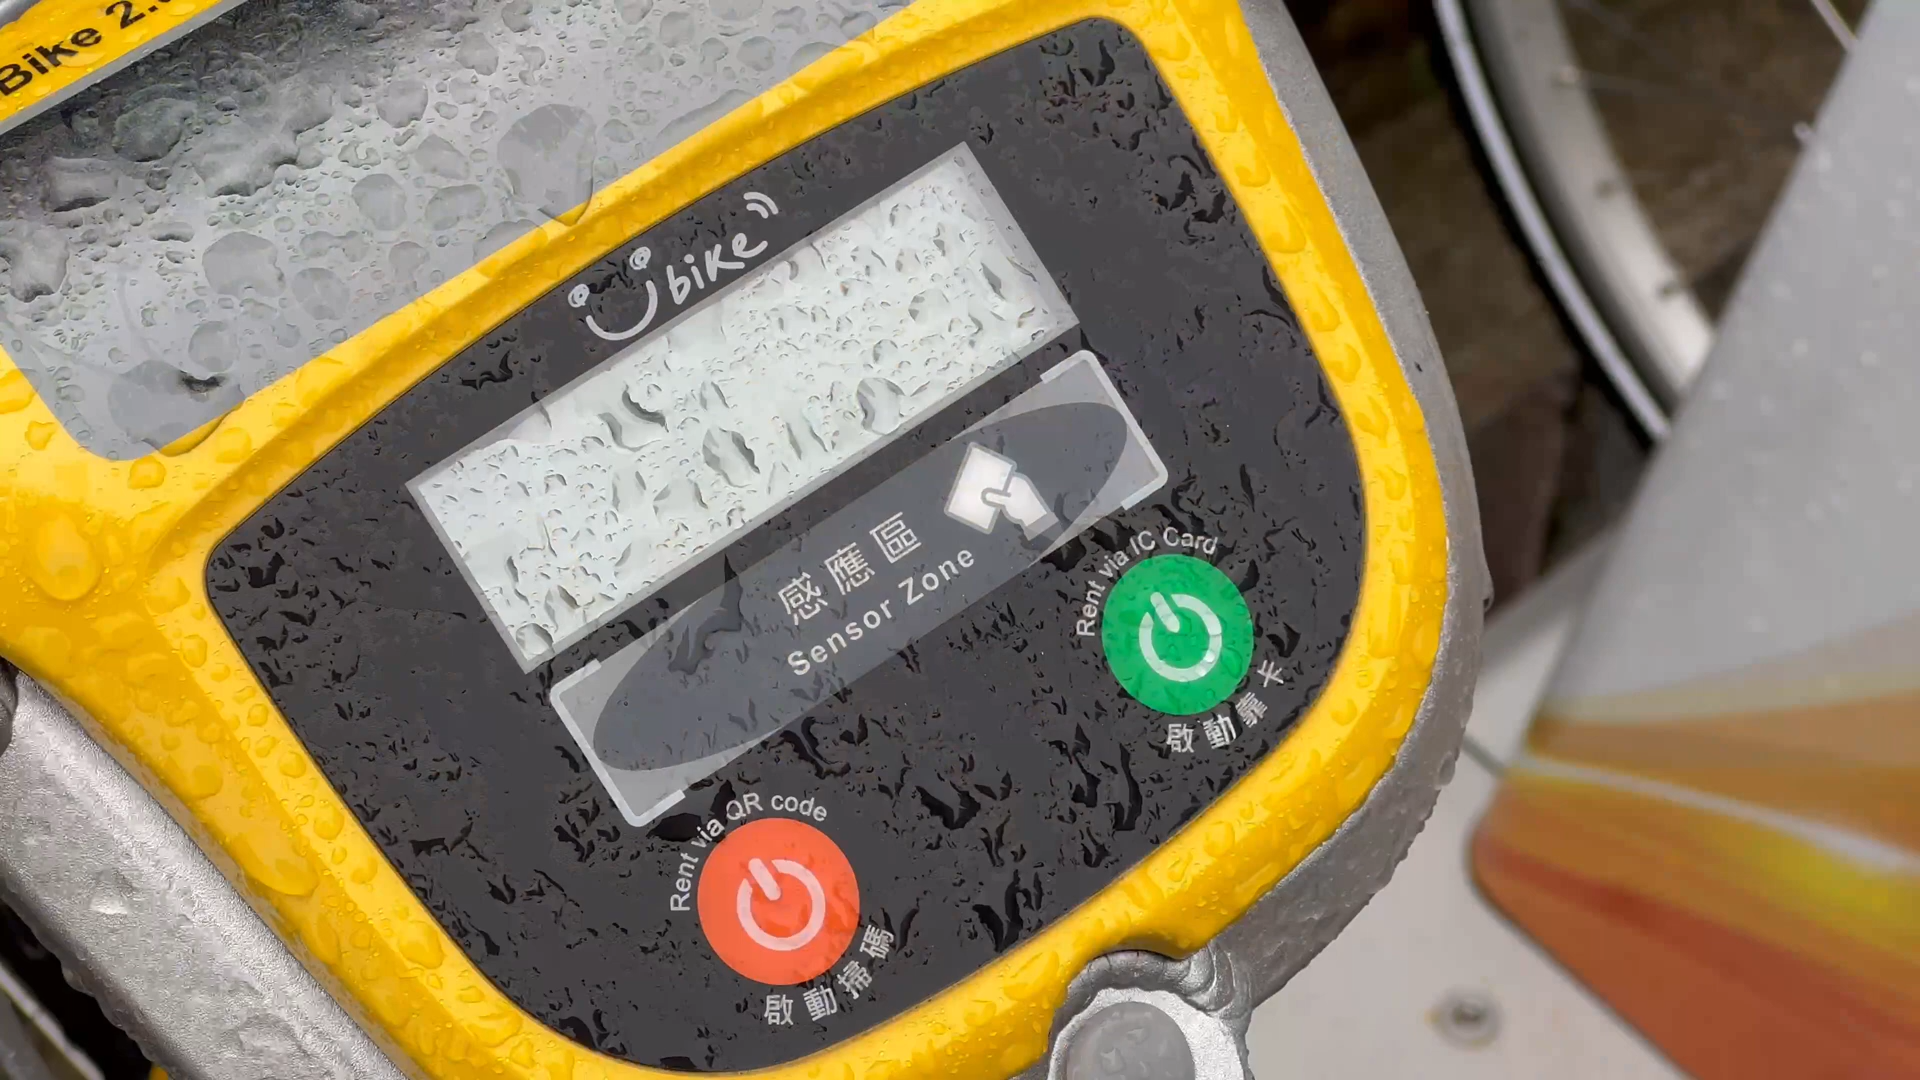 Bike 2.
Ubike
感應區
Sensor Zone
Rent via IC Card
啟動靠卡
Rent via QR code
啟動掃碼